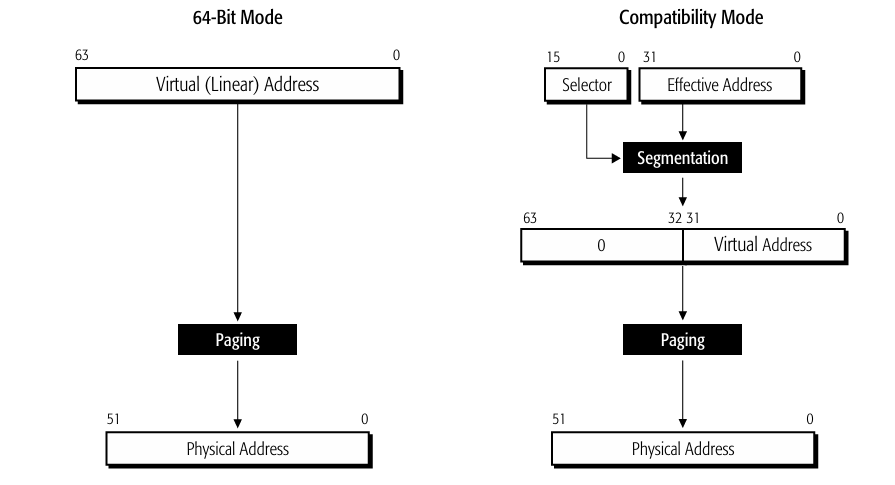 64-Bit Mode
63 0
Virtual (Linear) Address
Paging
51 0
Physical Address
Compatibility Mode
15 0 31 0
Selector Effective Address
Segmentation
63 32 31 0
0 Virtual Address
Paging
51 0
Physical Address